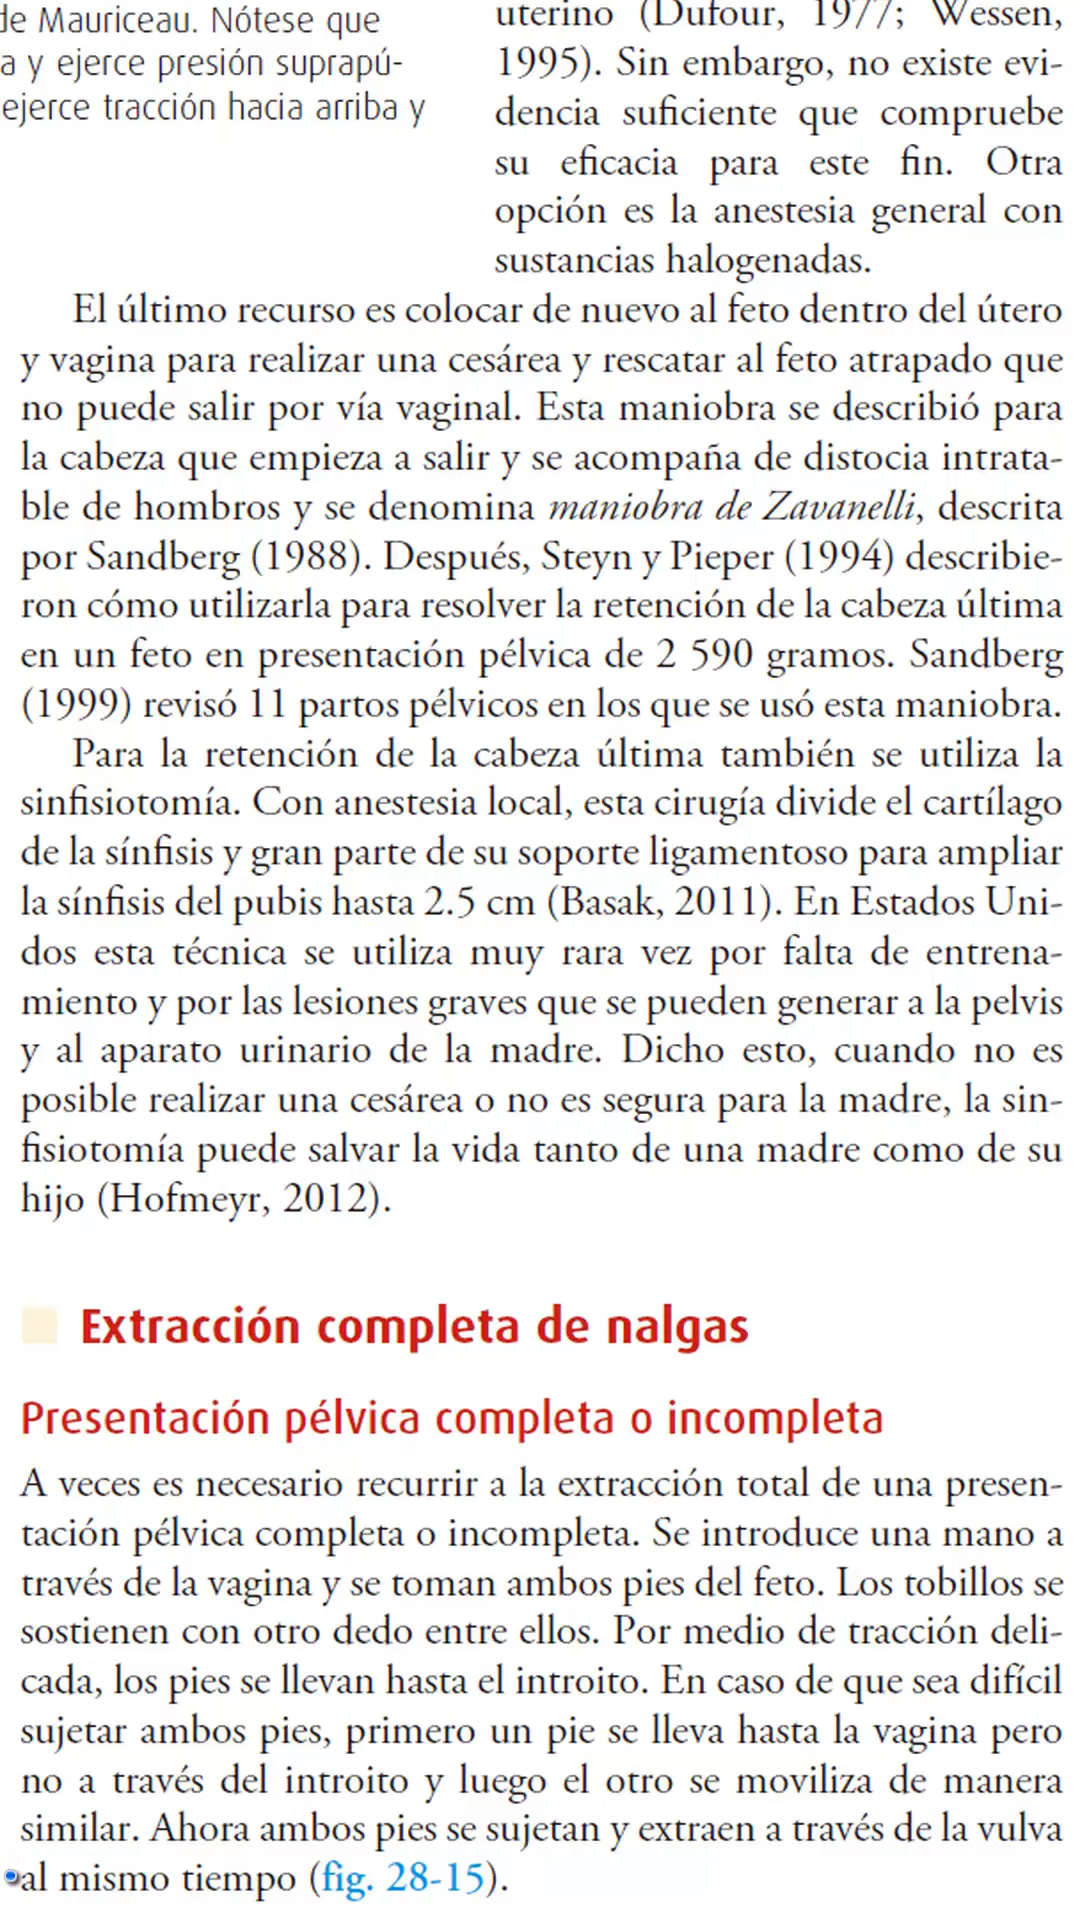 de Mauriceau. Nótese que
a y ejerce presión suprapú-
ejerce tracción hacia arriba y
uterino (Dufour, 1977; Wessen,
1995). Sin embargo, no existe evi-
dencia suficiente que compruebe
su eficacia para este fin. Otra
opción es la anestesia general con
sustancias halogenadas.
El último recurso es colocar de nuevo al feto dentro del útero
y vagina para realizar una cesárea y rescatar al feto atrapado que
no puede salir por vía vaginal. Esta maniobra se describió para
la cabeza que empieza a salir y se acompaña de distocia intrata-
ble de hombros y se denomina maniobra de Zavanelli, descrita
por Sandberg (1988). Después, Steyn y Pieper (1994) describie-
ron cómo utilizarla para resolver la retención de la cabeza última
en un feto en presentación pélvica de 2 590 gramos. Sandberg
(1999) revisó 11 partos pélvicos en los que se usó esta maniobra.
Para la retención de la cabeza última también se utiliza la
sinfisiotomía. Con anestesia local, esta cirugía divide el cartílago
de la sínfisis y gran parte de su soporte ligamentoso para ampliar
la sínfisis del pubis hasta 2.5 cm (Basak, 2011). En Estados Uni-
dos esta técnica se utiliza muy rara vez por falta de entrena-
miento y por las lesiones graves que se pueden generar a la pelvis
y al aparato urinario de la madre. Dicho esto, cuando no es
posible realizar una cesárea o no es segura para la madre, la sin-
fisiotomía puede salvar la vida tanto de una madre como de su
hijo (Hofmeyr, 2012).
Extracción completa de nalgas
Presentación pélvica completa o incompleta
A veces es necesario recurrir a la extracción total de una presen-
tación pélvica completa o incompleta. Se introduce una mano a
través de la vagina y se toman ambos pies del feto. Los tobillos se
sostienen con otro dedo entre ellos. Por medio de tracción deli-
cada, los pies se llevan hasta el introito. En caso de que sea difícil
sujetar ambos pies, primero un pie se lleva hasta la vagina pero
no a través del introito y luego el otro se moviliza de manera
similar. Ahora ambos pies se sujetan y extraen a través de la vulva
al mismo tiempo (fig. 28-15).